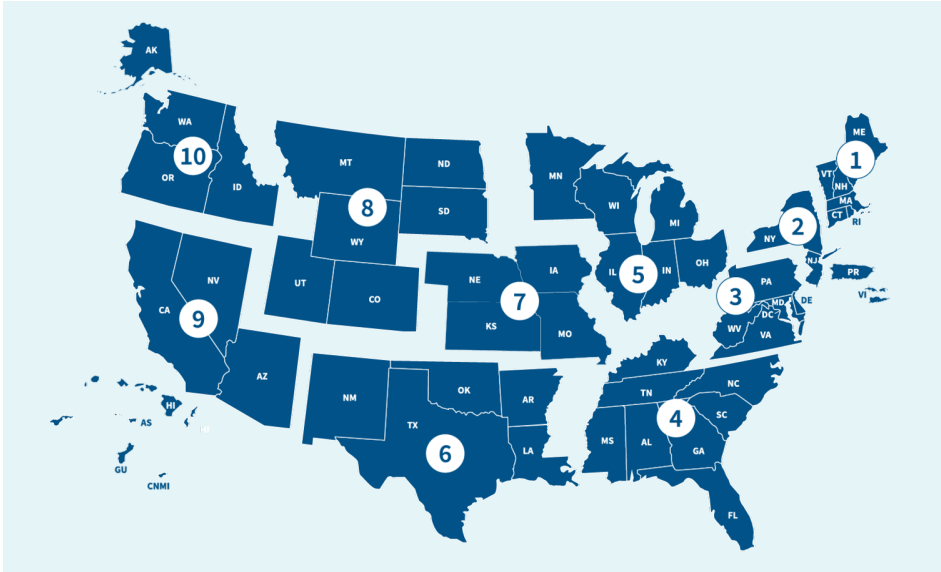 AK
WA
10
OR
ID
MT
ND
8
SD
WY
UT
CO
MN
WI
MI
IL
5
IN
OH
ME
1
VT
NH
MA
CT
RI
2
NY
NJ
PR
VI
3
PA
MD
DE
DC
WV
VA
NE
IA
7
KS
MO
NV
CA
9
AZ
NM
OK
TX
6
AR
LA
KY
TN
NC
4
SC
MS
AL
GA
FL
HI
AS
GU
CNMI